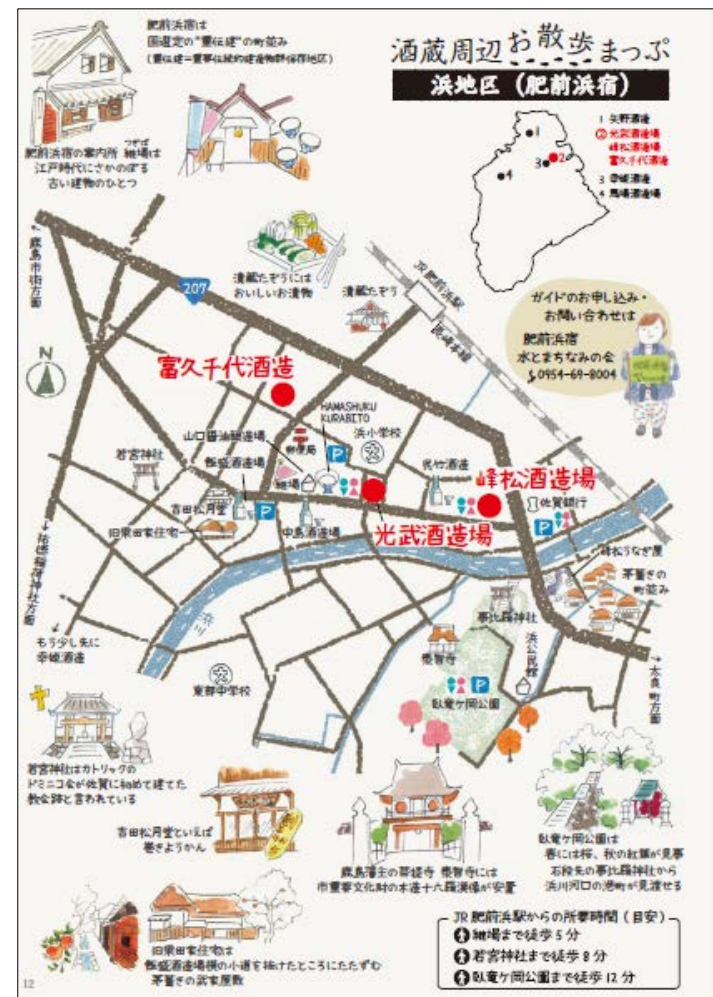 肥前浜宿は
国選定の"重伝建"の町並み
(重伝建=重要伝統的建造物群保存地区)
酒蔵周辺お散歩まっぷ
浜地区（肥前浜宿）
1 矢野酒造
② 光武酒造場
峰松酒造場
富久千代酒造
3 幸姫酒造
4 馬場酒造場
1
2
3
4
つぎば
肥前浜宿の案内所 継場は
江戸時代にさかのぼる
古い建物のひとつ
鹿島市街方面
207
漬蔵たぞうには
おいしいお漬物
漬蔵たぞう
JR肥前浜駅
長崎本線
ガイドのお申し込み・
お問い合わせは
肥前浜宿
水とまちなみの会
0954-69-8004
N
富久千代酒造
HAMASHUKU
KURABITO
山口醤油醸造場
郵便局
P
浜小学校
文
若宮神社
飯盛酒造場
継場
呉竹酒造
峰松酒造場
佐賀銀行
吉田松月堂
P
旧乗田家住宅
中島酒造場
光武酒造場
P
峰松うなぎ屋
茅葺きの
町並み
祐徳稲荷神社方面
もう少し先に
幸姫酒造
浜川
事比羅神社
泰智寺
浜公民館
東部中学校
文
臥竜ケ岡公園
P
太良町方面
若宮神社はカトリックの
ドミニコ会が佐賀に初めて建てた
教会跡と言われている
吉田松月堂といえば
巻きようかん
鹿島藩主の菩提寺 泰智寺には
市重要文化財の木造十六羅漢像が安置
臥竜ケ岡公園は
春には桜、秋の紅葉が見事
石段先の事比羅神社から
浜川河口の港町が見渡せる
旧乗田家住宅は
飯盛酒造場横の小道を抜けたところにたたずむ
茅葺きの武家屋敷
JR肥前浜駅からの所要時間（目安）
継場まで徒歩5分
若宮神社まで徒歩8分
臥竜ケ岡公園まで徒歩12分
12